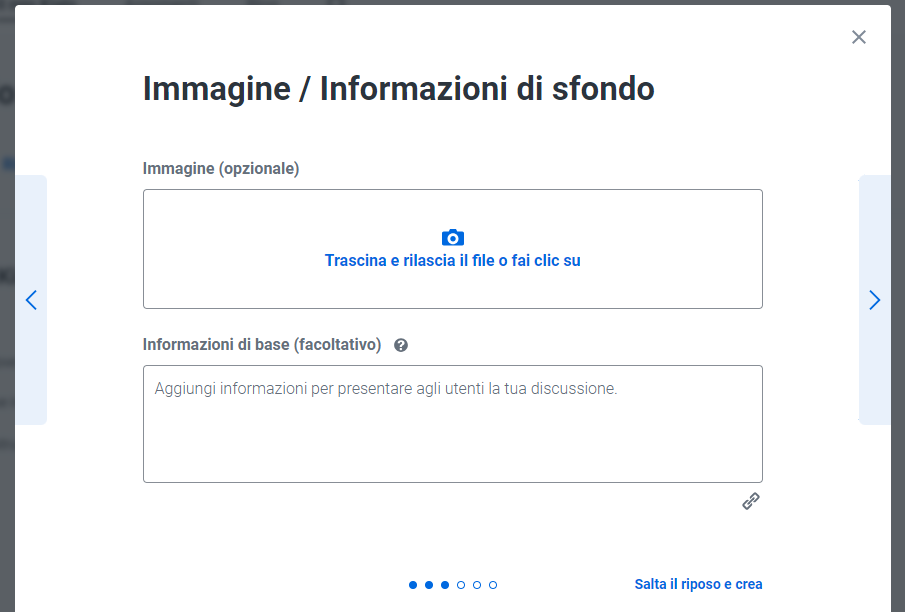 Immagine / Informazioni di sfondo
Immagine (opzionale)
Trascina e rilascia il file o fai clic su
Informazioni di base (facoltativo)
Aggiungi informazioni per presentare agli utenti la tua discussione.
Salta il riposo e crea